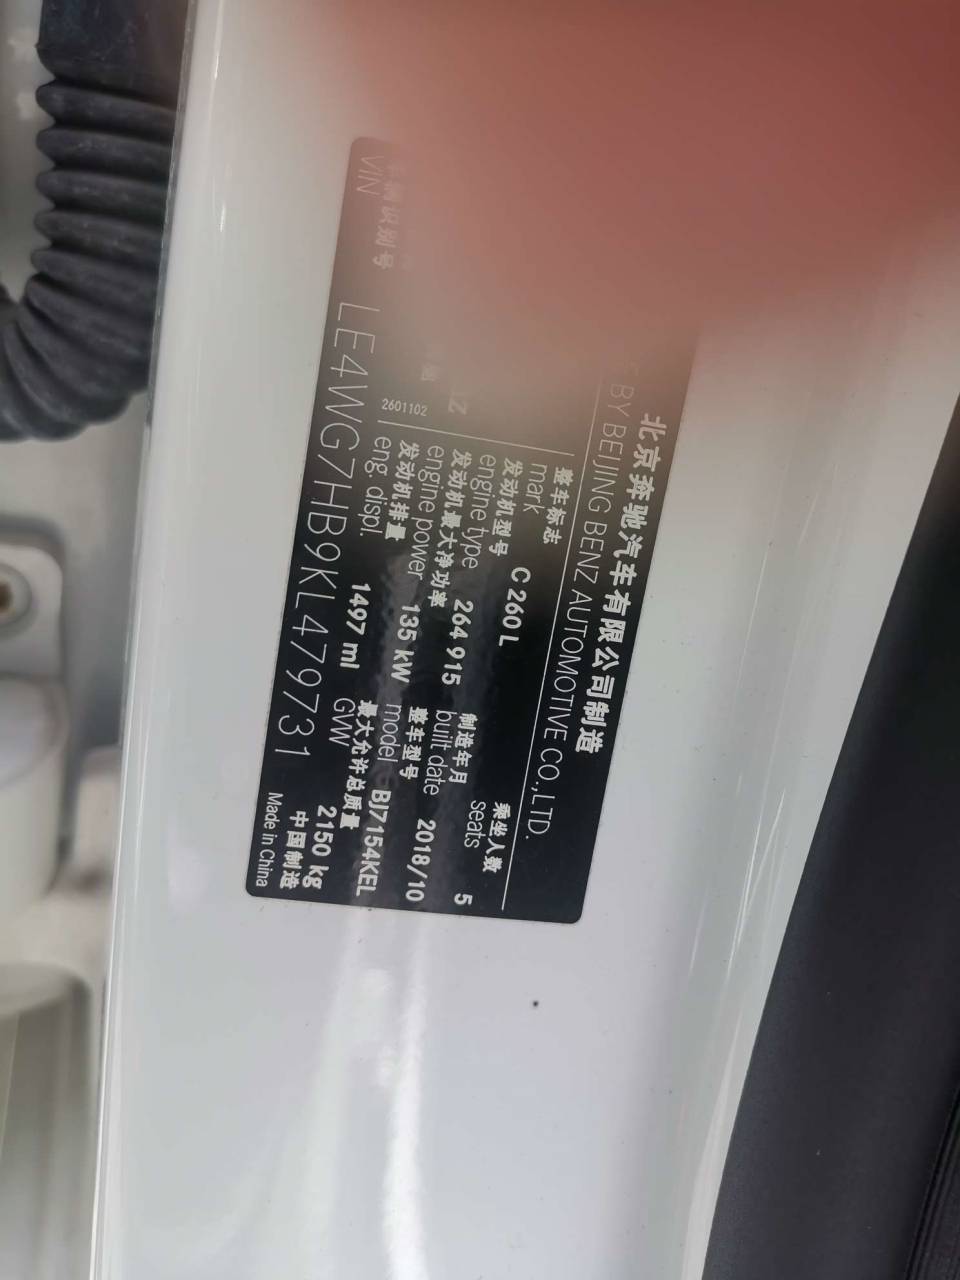 北京奔驰汽车有限公司制造
BY BEIJING BENZ AUTOMOTIVE CO.,LTD.
整车标志
mark
发动机型号 C 260 L 乘坐人数 5
engine type seats
发动机最大净功率 264 915 制造年月
engine power built date 2018/10
发动机排量 135 kW 整车型号
eng. displ. model BJ7154KEL
1497 ml 最大允许总质量
GVW 2150 kg
2601102
识别号
VIN
LE4WG7HB9KL479731
中国制造
Made in China